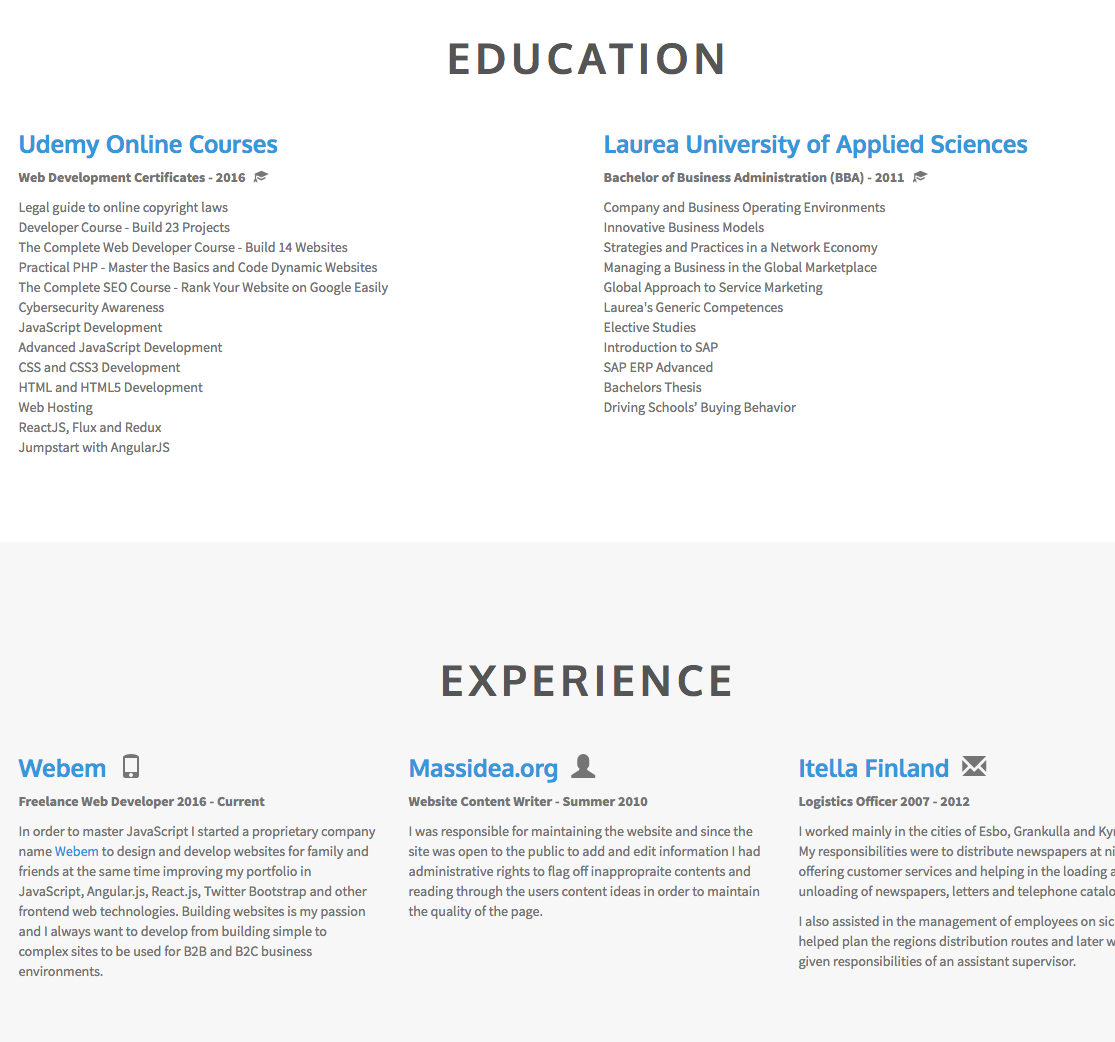 EDUCATION
Udemy Online Courses
Web Development Certificates - 2016
Legal guide to online copyright laws
Developer Course - Build 23 Projects
The Complete Web Developer Course - Build 14 Websites
Practical PHP - Master the Basics and Code Dynamic Websites
The Complete SEO Course - Rank Your Website on Google Easily
Cybersecurity Awareness
JavaScript Development
Advanced JavaScript Development
CSS and CSS3 Development
HTML and HTML5 Development
Web Hosting
ReactJS, Flux and Redux
Jumpstart with AngularJS
Laurea University of Applied Sciences
Bachelor of Business Administration (BBA) - 2011
Company and Business Operating Environments
Innovative Business Models
Strategies and Practices in a Network Economy
Managing a Business in the Global Marketplace
Global Approach to Service Marketing
Laurea's Generic Competences
Elective Studies
Introduction to SAP
SAP ERP Advanced
Bachelors Thesis
Driving Schools’ Buying Behavior
EXPERIENCE
Webem
Freelance Web Developer 2016 - Current
In order to master JavaScript I started a proprietary company
name Webem to design and develop websites for family and
friends at the same time improving my portfolio in
JavaScript, Angular.js, React.js, Twitter Bootstrap and other
frontend web technologies. Building websites is my passion
and I always want to develop from building simple to
complex sites to be used for B2B and B2C business
environments.
Massidea.org
Website Content Writer - Summer 2010
I was responsible for maintaining the website and since the
site was open to the public to add and edit information I had
administrative rights to flag off inappropraite contents and
reading through the users content ideas in order to maintain
the quality of the page.
Itella Finland
Logistics Officer 2007 - 2012
I worked mainly in the cities of Esbo, Grankulla and
My responsibilities were to distribute newspapers at
offering customer services and helping in the loading
unloading of newspapers, letters and telephone
I also assisted in the management of employees on
helped plan the regions distribution routes and later
given responsibilities of an assistant supervisor.